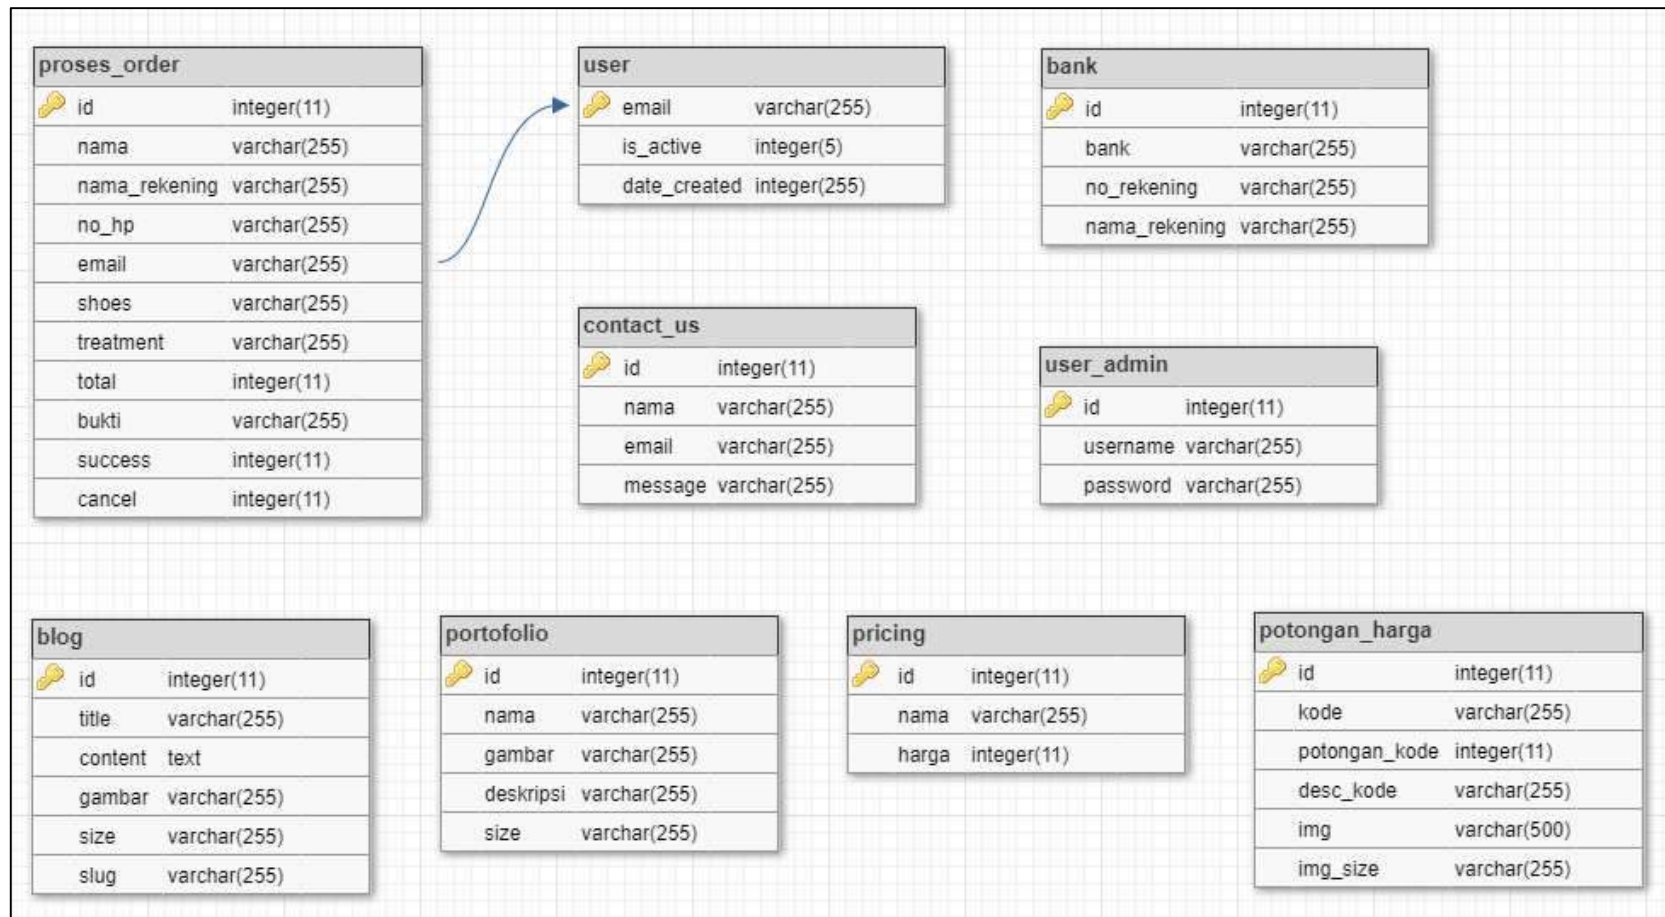 proses_order
id integer(11)
nama varchar(255)
nama_rekening varchar(255)
no_hp varchar(255)
email varchar(255)
shoes varchar(255)
treatment varchar(255)
total integer(11)
bukti varchar(255)
success integer(11)
cancel integer(11)
user
email varchar(255)
is_active integer(5)
date_created integer(255)
bank
id integer(11)
bank varchar(255)
no_rekening varchar(255)
nama_rekening varchar(255)
contact_us
id integer(11)
nama varchar(255)
email varchar(255)
message varchar(255)
user_admin
id integer(11)
username varchar(255)
password varchar(255)
blog
id integer(11)
title varchar(255)
content text
gambar varchar(255)
size varchar(255)
slug varchar(255)
portofolio
id integer(11)
nama varchar(255)
gambar varchar(255)
deskripsi varchar(255)
size varchar(255)
pricing
id integer(11)
nama varchar(255)
harga integer(11)
potongan_harga
id integer(11)
kode varchar(255)
potongan_kode integer(11)
desc_kode varchar(255)
img varchar(500)
img_size varchar(255)